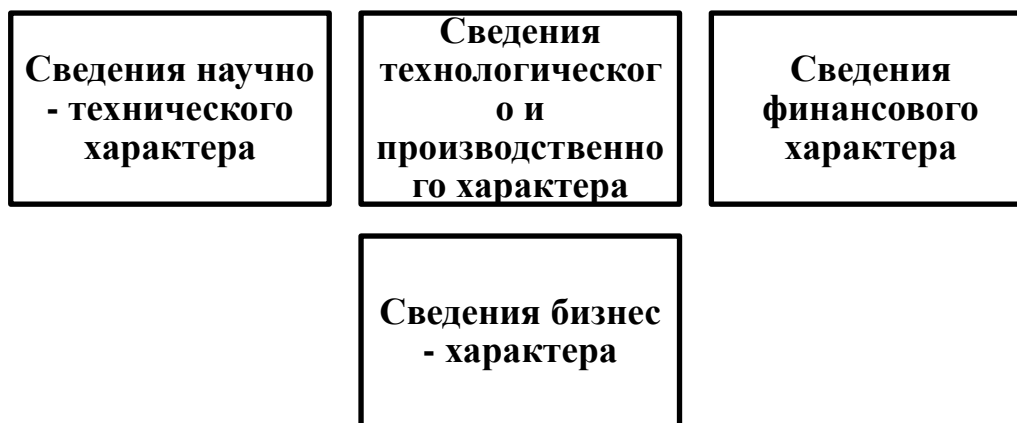 Сведения научно
- технического
характера
Сведения
технологическог
о и
производственно
го характера
Сведения
финансового
характера
Сведения бизнес
- характера